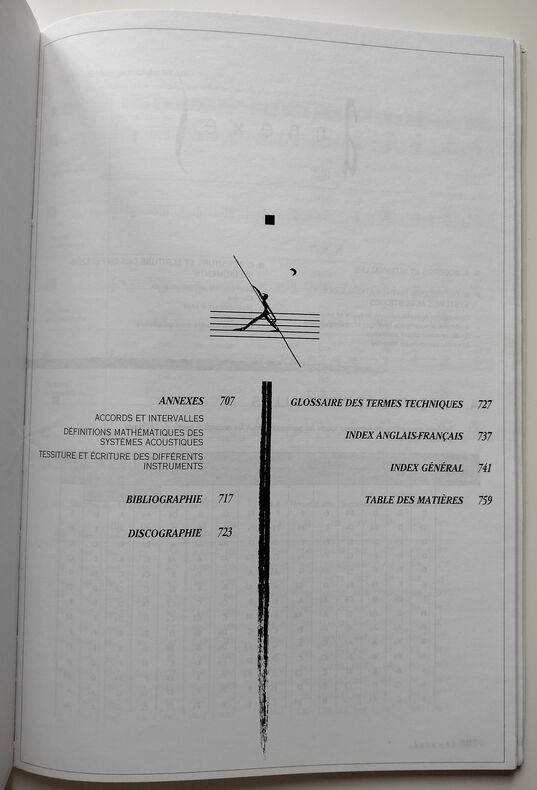 ANNEXES 707
ACCORDS ET INTERVALLES
DÉFINITIONS MATHÉMATIQUES DES
SYSTÈMES ACOUSTIQUES
TESSITURE ET ÉCRITURE DES DIFFÉRENTS
INSTRUMENTS
BIBLIOGRAPHIE 717
DISCOGRAPHIE 723
GLOSSAIRE DES TERMES TECHNIQUES 727
INDEX ANGLAIS-FRANÇAIS 737
INDEX GÉNÉRAL 741
TABLE DES MATIÈRES 759